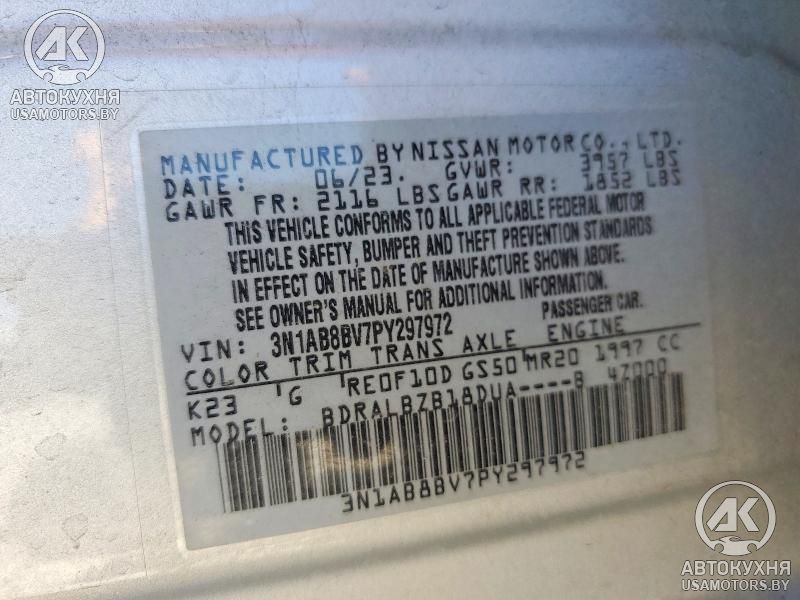 AK
АВТОКУХНЯ
USAMOTORS.BY
MANUFACTURED BY NISSAN MOTOR CO., LTD.
DATE: 06/23. GVWR: 3957 LBS
GAWR FR: 2116 LBS GAWR RR: 1852 LBS
THIS VEHICLE CONFORMS TO ALL APPLICABLE FEDERAL MOTOR
VEHICLE SAFETY, BUMPER AND THEFT PREVENTION STANDARDS
IN EFFECT ON THE DATE OF MANUFACTURE SHOWN ABOVE.
SEE OWNER'S MANUAL FOR ADDITIONAL INFORMATION.
VIN: 3N1AB8BV7PY297972 PASSENGER CAR.
COLOR TRIM TRANS AXLE ENGINE
K23 G RE0F10D GS50 MR20 1997 CC
MODEL: BDRALBZB18DUA----B 47000
3N1AB8BV7PY297972
AK
АВТОКУХНЯ
USAMOTORS.BY